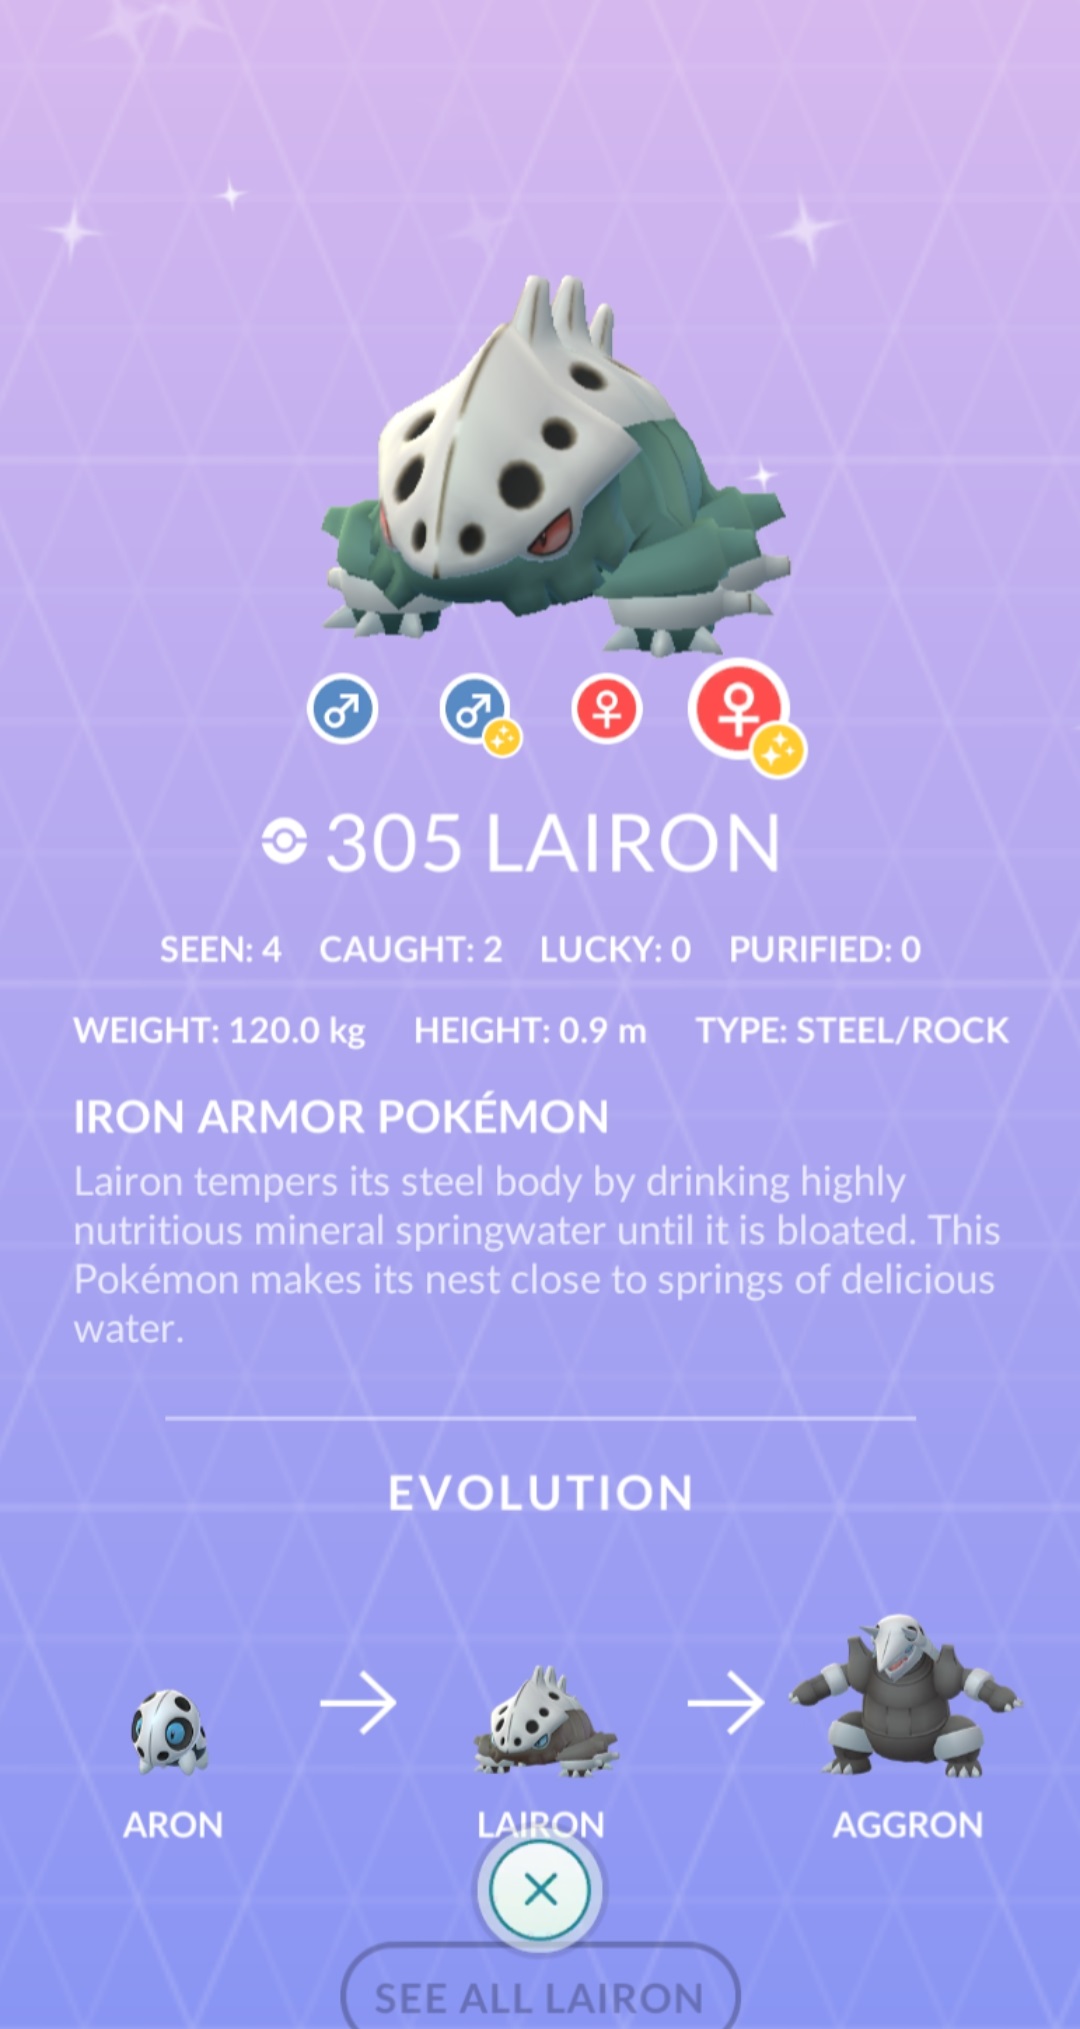 305 LAIRON
SEEN: 4 CAUGHT: 2 LUCKY: 0 PURIFIED: 0
WEIGHT: 120.0 kg HEIGHT: 0.9 m TYPE: STEEL/ROCK
IRON ARMOR POKÉMON
Lairon tempers its steel body by drinking highly
nutritious mineral springwater until it is bloated. This
Pokémon makes its nest close to springs of delicious
water.
EVOLUTION
ARON LAIRON AGGRON
SEE ALL LAIRON